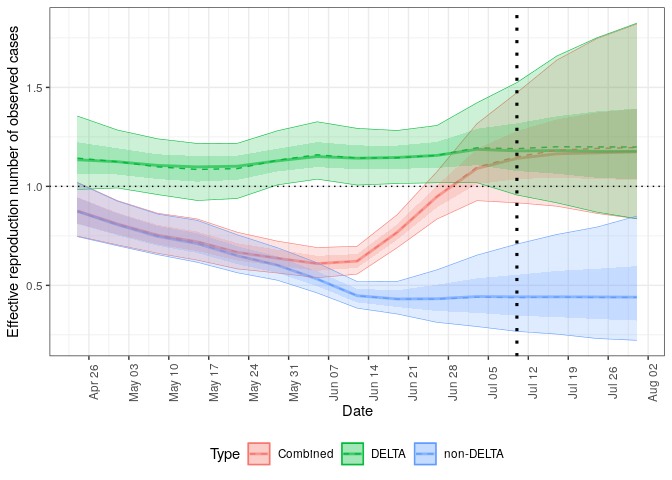 Effective reproduction number of observed cases
1.5
1.0
0.5
Apr 26
May 03
May 10
May 17
May 24
May 31
Jun 07
Jun 14
Jun 21
Jun 28
Jul 05
Jul 12
Jul 19
Jul 26
Aug 02
Date
Type
Combined
DELTA
non-DELTA